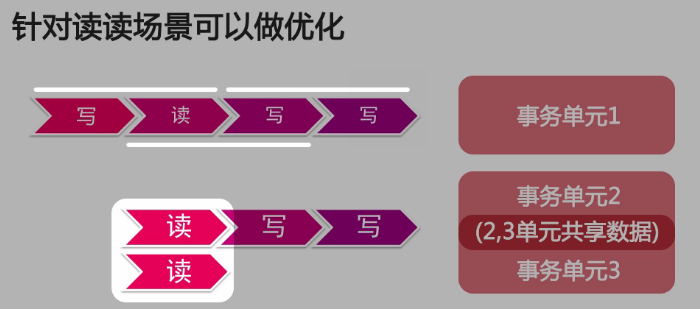 针对读读场景可以做优化
写 读 写 写
事务单元1
读 写 写
读
事务单元2
(2,3单元共享数据)
事务单元3